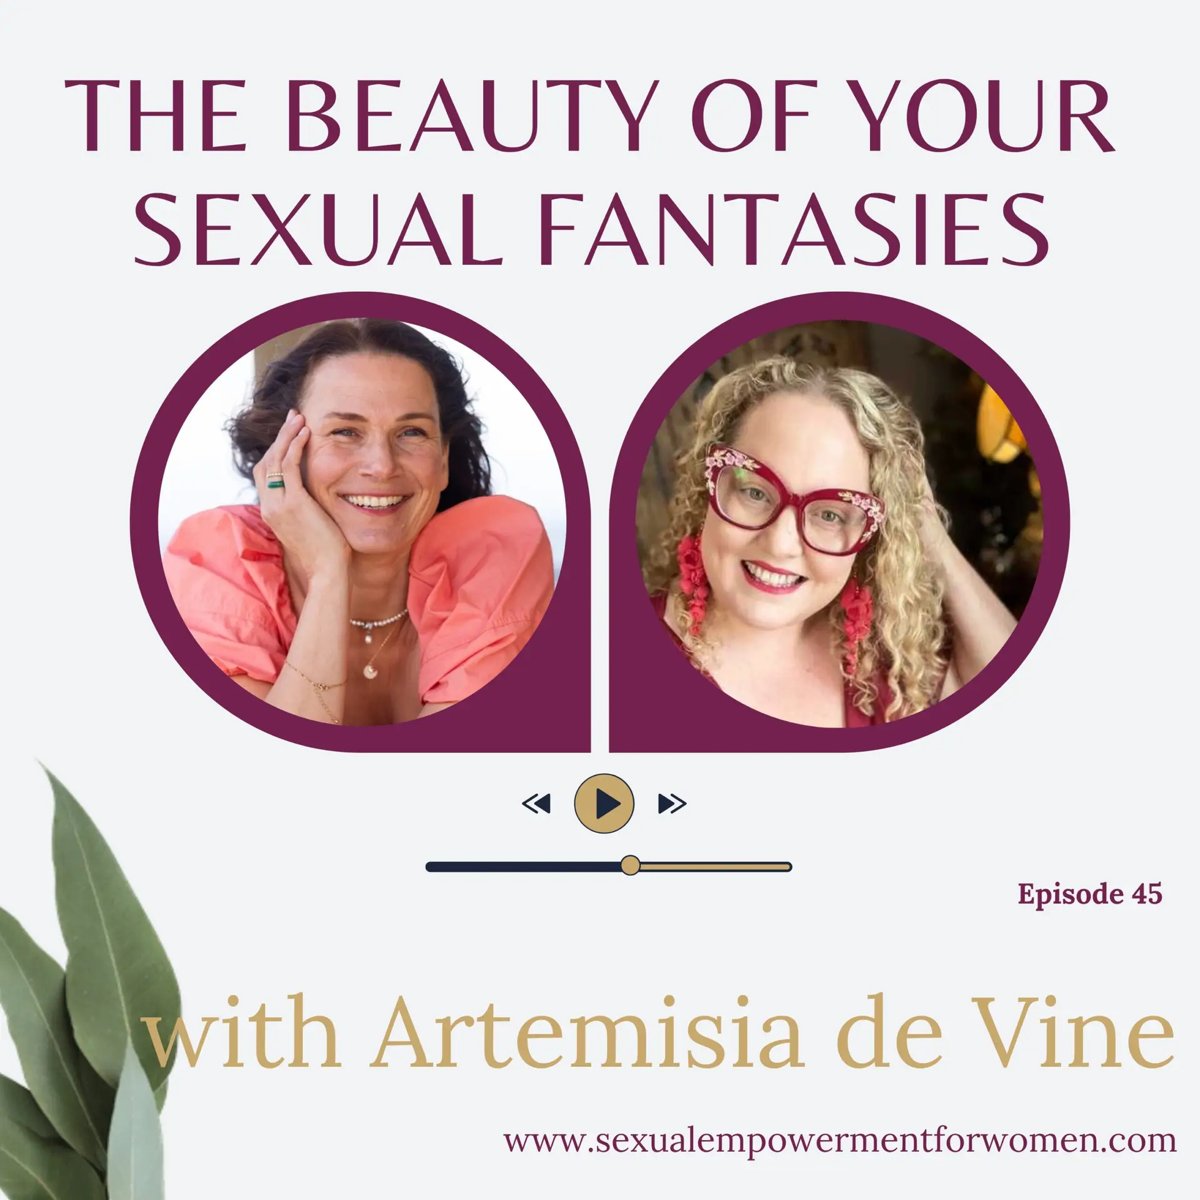 THE BEAUTY OF YOUR
SEXUAL FANTASIES
Episode 45
with Artemisia de Vine
www.sexualempowermentforwomen.com